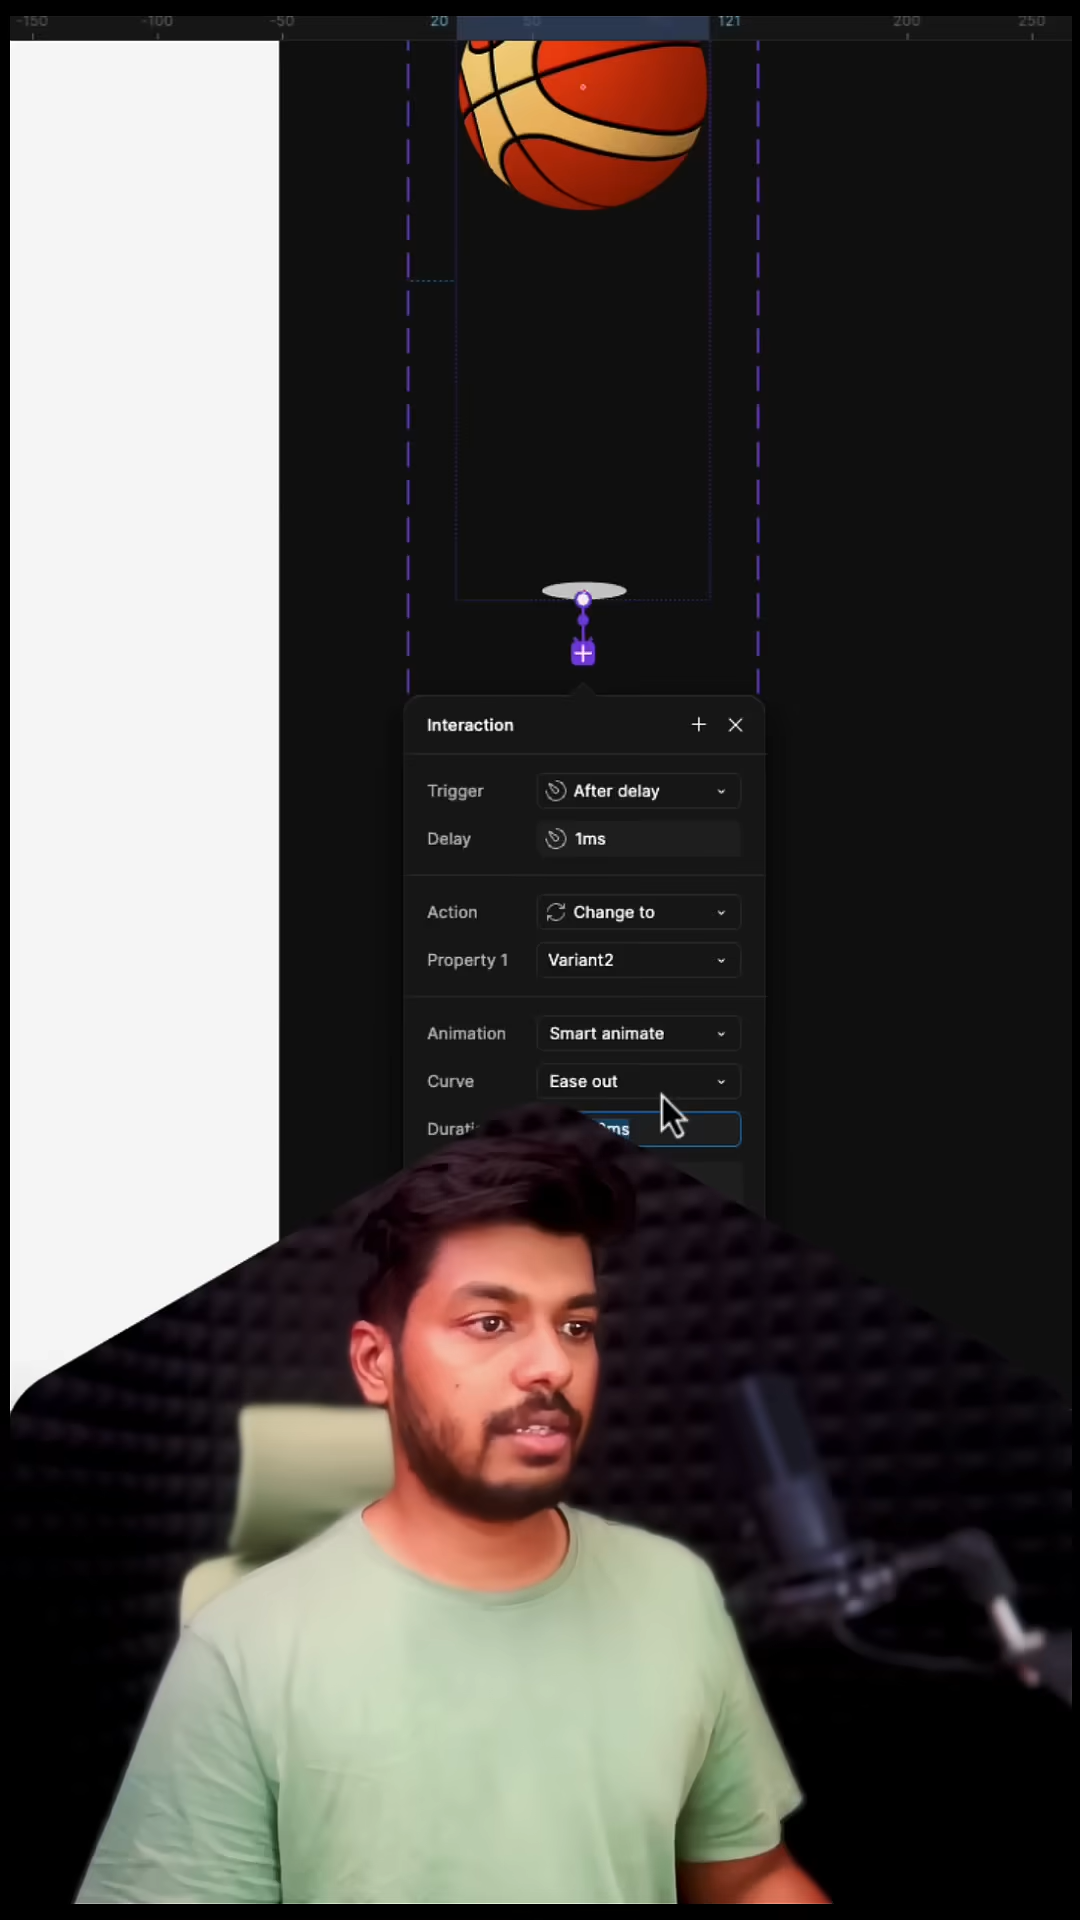 -150 -100 -50 20 50 121 200 250
Interaction
Trigger After delay
Delay 1ms
Action Change to
Property 1 Variant2
Animation Smart animate
Curve Ease out